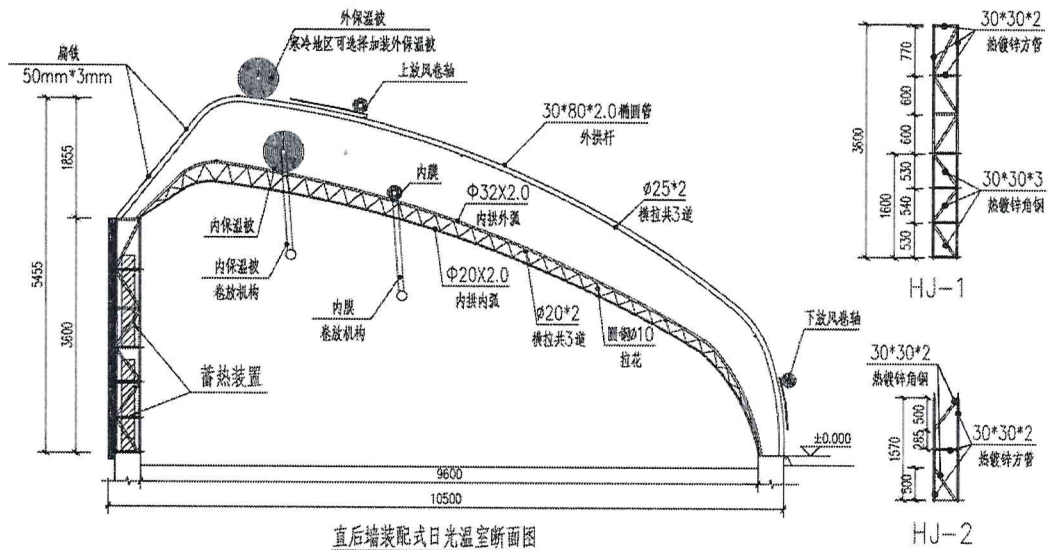 外保温被
寒冷地区可选择加装外保温被
扁铁
50mm*3mm
上放风卷轴
30*80*2.0椭圆管
外拱杆
内膜
Φ32X2.0
内拱外弧
ø25*2
横拉共3道
内保温被
内保温被
卷放机构
内膜
卷放机构
Φ20X2.0
内拱内弧
ø20*2
横拉共3道
圆钢ø10
拉花
下放风卷轴
蓄热装置
±0.000
1855
5455
3600
9600
10500
直后墙装配式日光温室断面图
30*30*2
热镀锌方管
770
600
600
3600
530
540
530
1600
30*30*3
热镀锌角钢
HJ-1
30*30*2
热镀锌角钢
500
285
1570
500
30*30*2
热镀锌方管
HJ-2